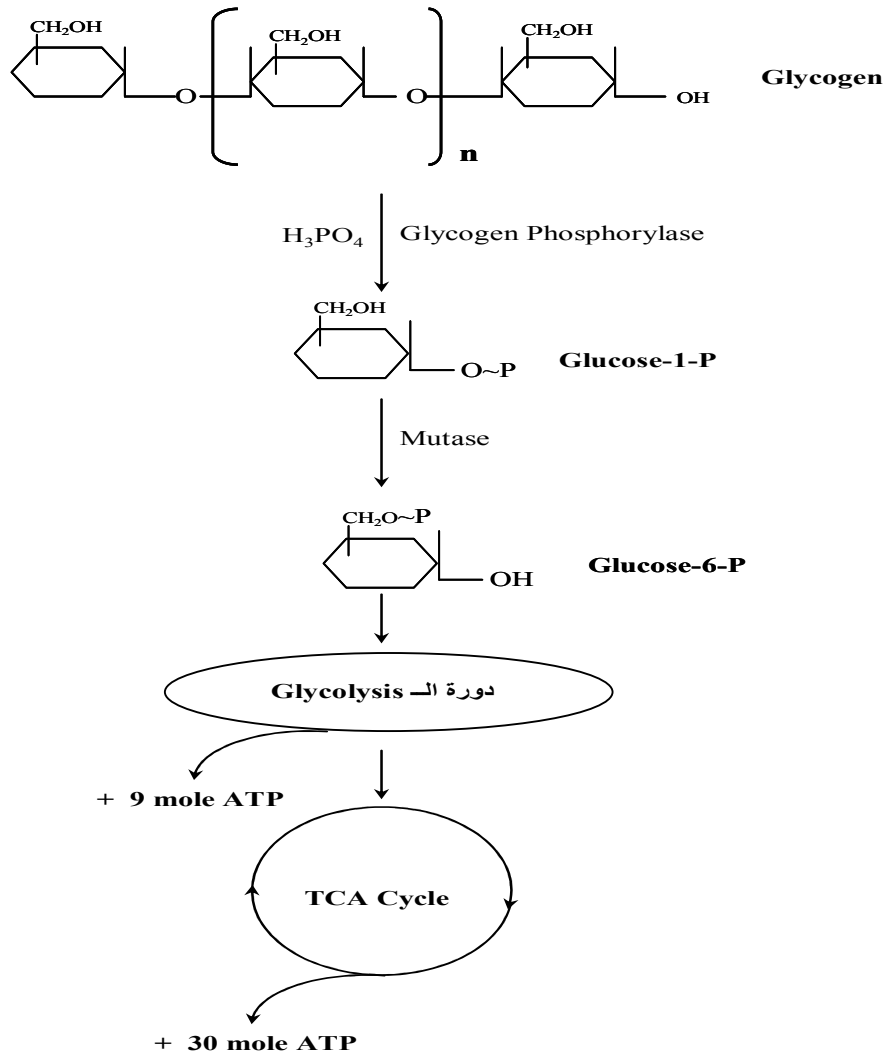 CH₂OH
CH₂OH
CH₂OH
O
O
OH
Glycogen
n
H₃PO₄ Glycogen Phosphorylase
CH₂OH
O~P
Glucose-1-P
Mutase
CH₂O~P
OH
Glucose-6-P
دورة الــ Glycolysis
+ 9 mole ATP
TCA Cycle
+ 30 mole ATP